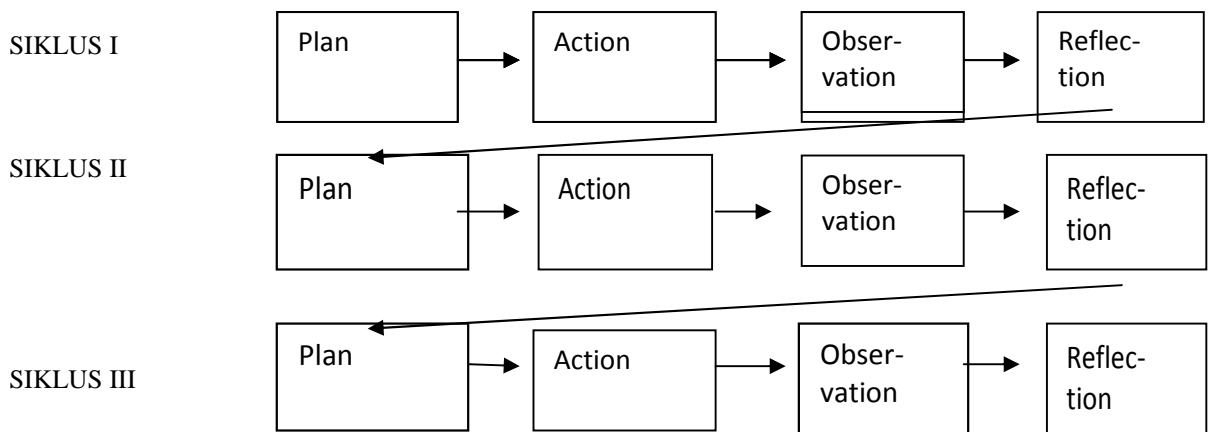 SIKLUS I
Plan
Action
Obser-
vation
Reflec-
tion
SIKLUS II
Plan
Action
Obser-
vation
Reflec-
tion
SIKLUS III
Plan
Action
Obser-
vation
Reflec-
tion